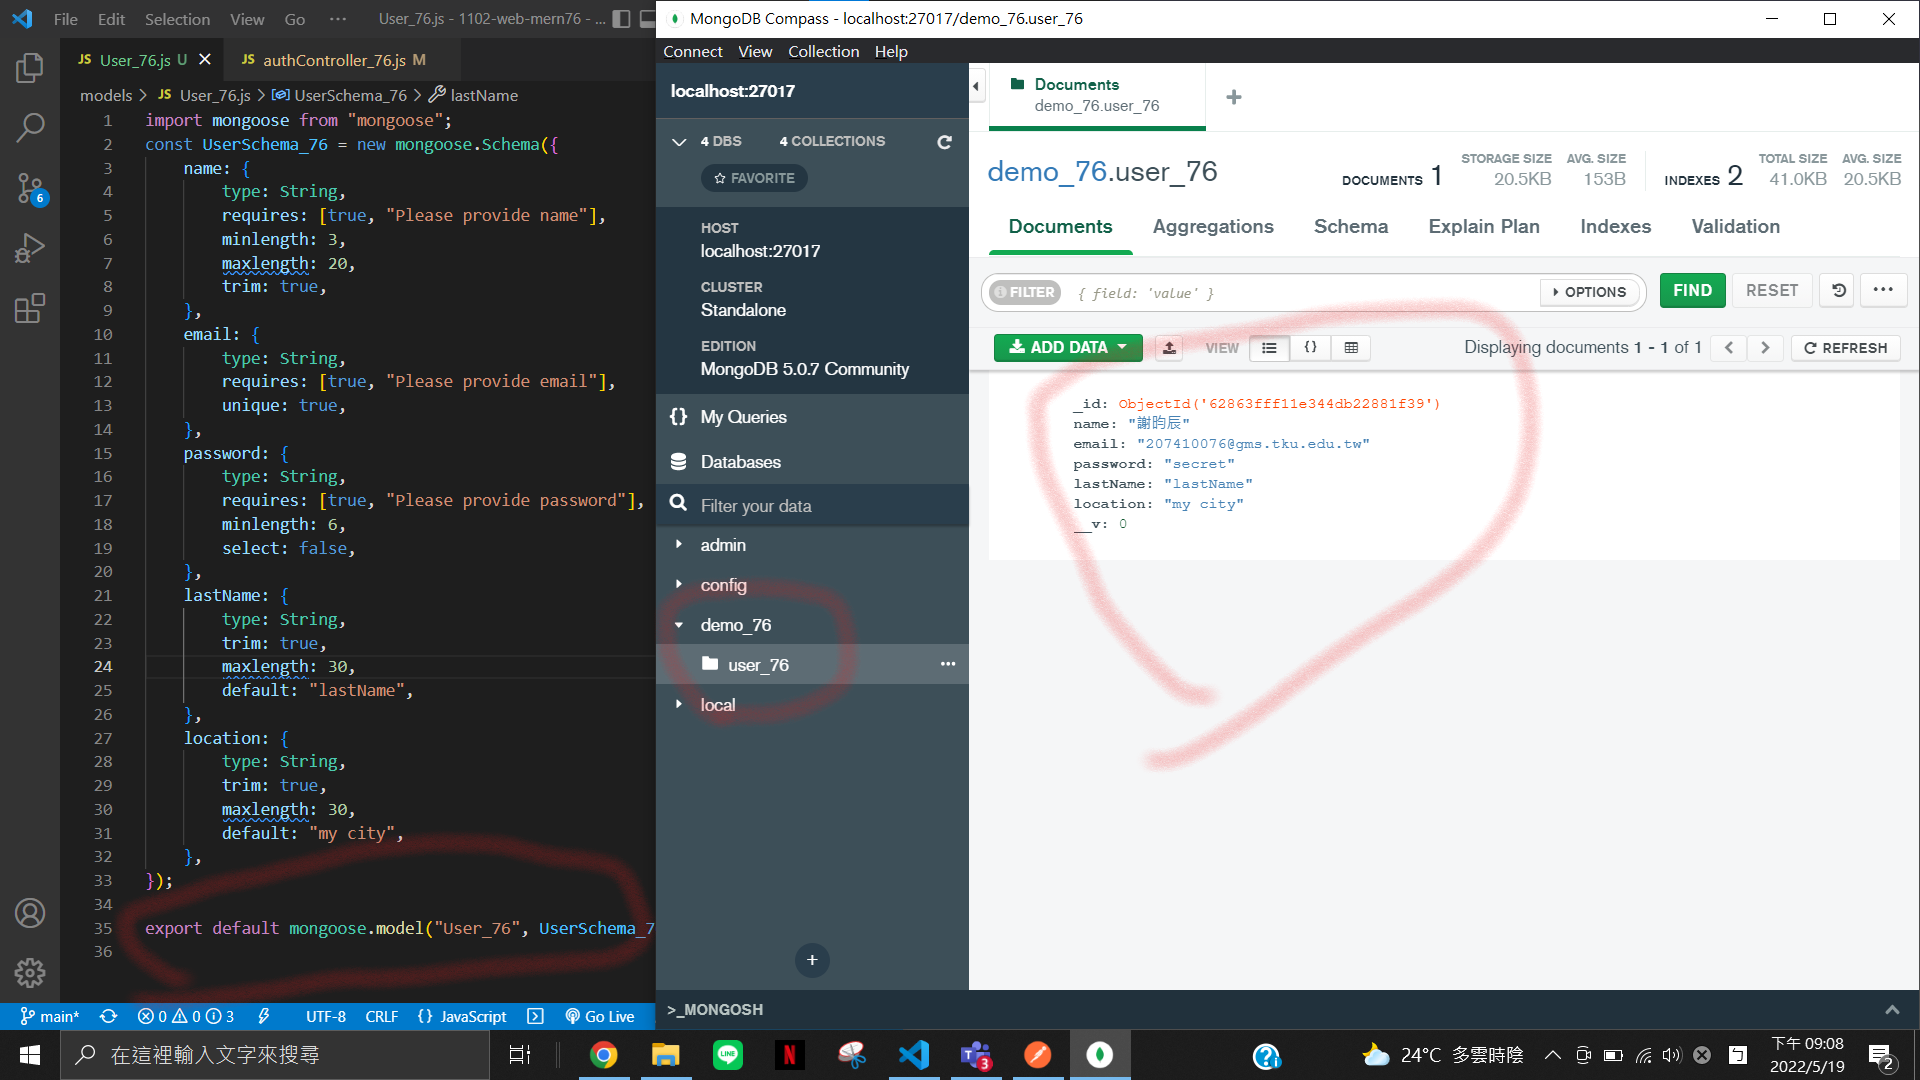 File Edit Selection View Go ··· User_76.js - 1102-web-mern76 - ...
JS User_76.js U JS authController_76.js M
models > JS User_76.js > UserSchema_76 > lastName
1 import mongoose from "mongoose";
2 const UserSchema_76 = new mongoose.Schema({
3 name: {
4 type: String,
5 requires: [true, "Please provide name"],
6 minlength: 3,
7 maxlength: 20,
8 trim: true,
9 },
10 email: {
11 type: String,
12 requires: [true, "Please provide email"],
13 unique: true,
14 },
15 password: {
16 type: String,
17 requires: [true, "Please provide password"],
18 minlength: 6,
19 select: false,
20 },
21 lastName: {
22 type: String,
23 trim: true,
24 maxlength: 30,
25 default: "lastName",
26 },
27 location: {
28 type: String,
29 trim: true,
30 maxlength: 30,
31 default: "my city",
32 },
33 });
34
35 export default mongoose.model("User_76", UserSchema_7
36
6
main* 0 0 3 UTF-8 CRLF {} JavaScript Go Live
MongoDB Compass - localhost:27017/demo_76.user_76
Connect View Collection Help
localhost:27017
4 DBS 4 COLLECTIONS
FAVORITE
HOST
localhost:27017
CLUSTER
Standalone
EDITION
MongoDB 5.0.7 Community
{} My Queries
Databases
Filter your data
admin
config
demo_76
user_76 ···
local
+
>_MONGOSH
Documents
demo_76.user_76
+
demo_76.user_76
DOCUMENTS 1
STORAGE SIZE 20.5KB
AVG. SIZE 153B
INDEXES 2
TOTAL SIZE 41.0KB
AVG. SIZE 20.5KB
Documents Aggregations Schema Explain Plan Indexes Validation
FILTER { field: 'value' } OPTIONS FIND RESET ···
ADD DATA VIEW {} Displaying documents 1 - 1 of 1 < > REFRESH
_id: ObjectId('62863fff11e344db22881f39')
name: "謝昀辰"
email: "207410076@gms.tku.edu.tw"
password: "secret"
lastName: "lastName"
location: "my city"
__v: 0
在這裡輸入文字來搜尋
LINE
N
3
24°C 多雲時陰
下午 09:08
2022/5/19
2